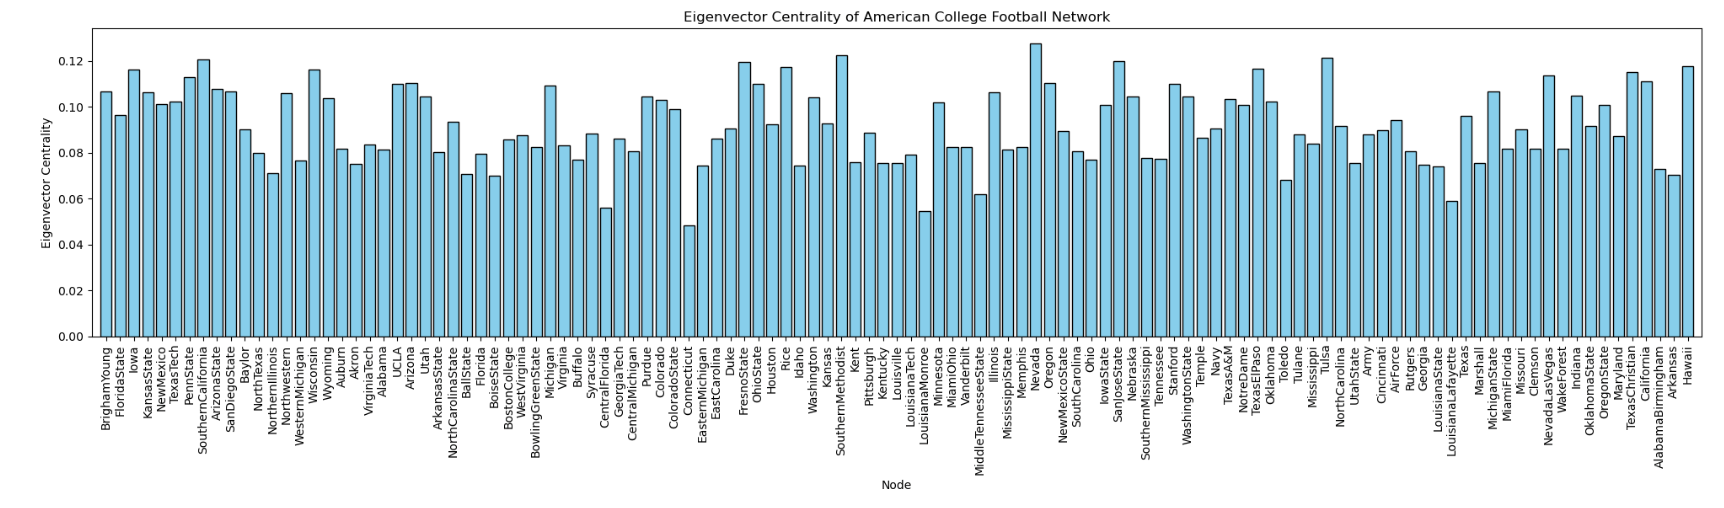 Eigenvector Centrality of American College Football Network
Eigenvector Centrality
0.12
0.10
0.08
0.06
0.04
0.02
0.00
BrighamYoung
FloridaState
Iowa
KansasState
NewMexico
TexasTech
PennState
SouthernCalifornia
ArizonaState
SanDiegoState
Baylor
NorthTexas
NorthernIllinois
Northwestern
WesternMichigan
Wisconsin
Wyoming
Auburn
Akron
VirginiaTech
Alabama
UCLA
Arizona
Utah
ArkansasState
NorthCarolinaState
BallState
Florida
BoiseState
BostonCollege
WestVirginia
BowlingGreenState
Michigan
Virginia
Buffalo
Syracuse
CentralFlorida
GeorgiaTech
CentralMichigan
Purdue
Colorado
ColoradoState
Connecticut
EasternMichigan
EastCarolina
Duke
FresnoState
OhioState
Houston
Rice
Idaho
Washington
Kansas
SouthernMethodist
Kent
Pittsburgh
Kentucky
Louisville
LouisianaTech
LouisianaMonroe
Minnesota
MiamiOhio
Vanderbilt
MiddleTennesseeState
Illinois
MississippiState
Memphis
Nevada
Oregon
NewMexicoState
SouthCarolina
Ohio
IowaState
SanJoseState
Nebraska
SouthernMississippi
Tennessee
Stanford
WashingtonState
Temple
Navy
TexasA&M
NotreDame
TexasElPaso
Oklahoma
Toledo
Tulane
Mississippi
Tulsa
NorthCarolina
UtahState
Army
Cincinnati
AirForce
Rutgers
Georgia
LouisianaState
LouisianaLafayette
Texas
Marshall
MichiganState
MiamiFlorida
Missouri
Clemson
NevadaLasVegas
WakeForest
Indiana
OklahomaState
OregonState
Maryland
TexasChristian
California
AlabamaBirmingham
Arkansas
Hawaii
Node